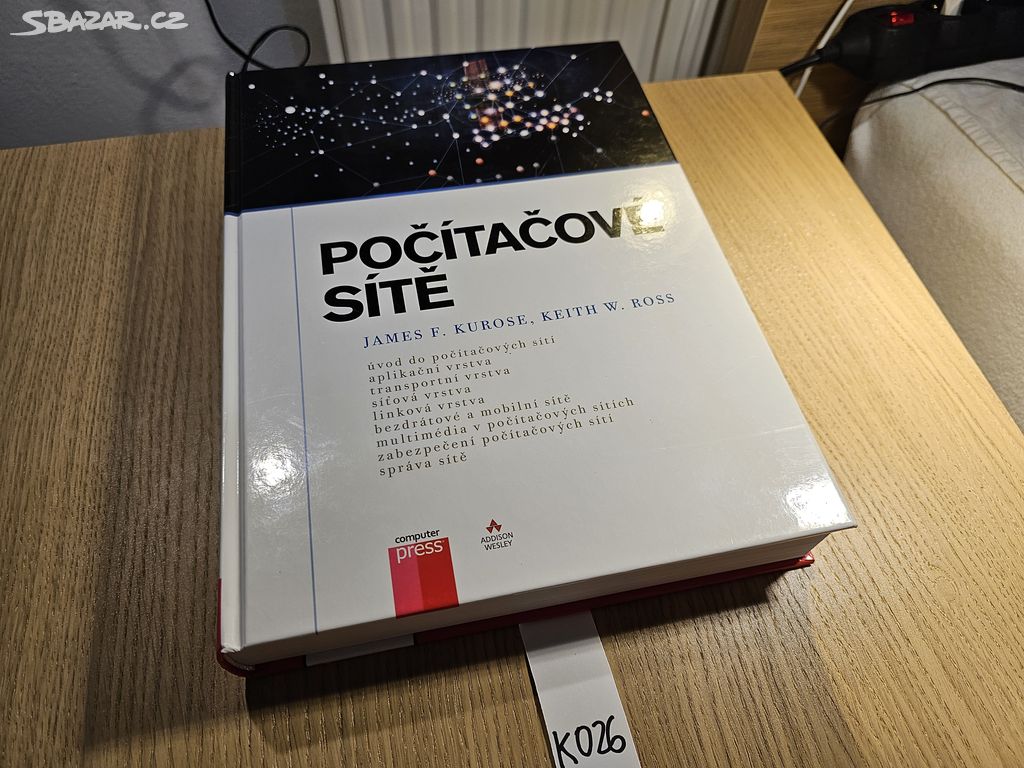 SBAZAR.CZ
POČÍTAČOVÉ
SÍTĚ
JAMES F. KUROSE, KEITH W. ROSS
úvod do počítačových sítí
aplikační vrstva
transportní vrstva
síťová vrstva
linková vrstva
bezdrátové a mobilní sítě
multimédia v počítačových sítích
zabezpečení počítačových sítí
správa sítě
computer
press
ADDISON
WESLEY
K026